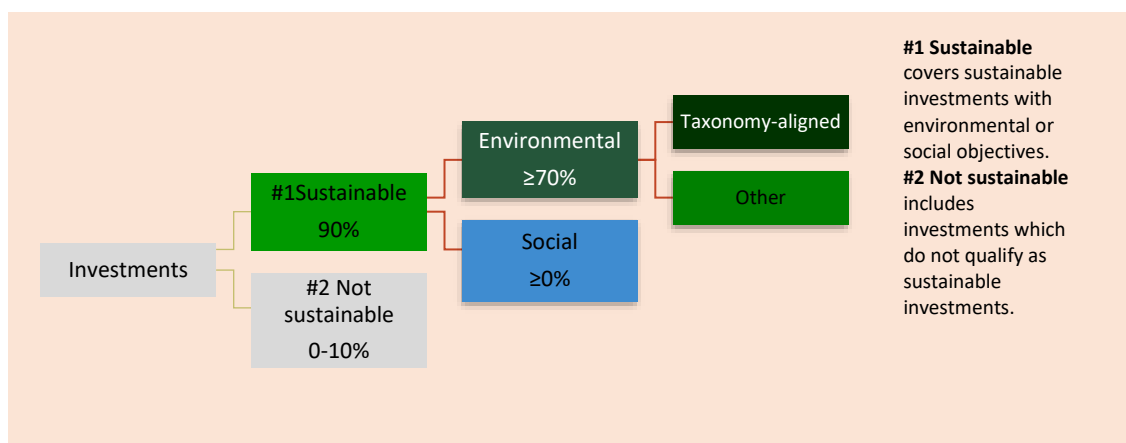 Investments
#1Sustainable
90%
#2 Not
sustainable
0-10%
Environmental
≥70%
Social
≥0%
Taxonomy-aligned
Other
#1 Sustainable
covers sustainable
investments with
environmental or
social objectives.
#2 Not sustainable
includes
investments which
do not qualify as
sustainable
investments.